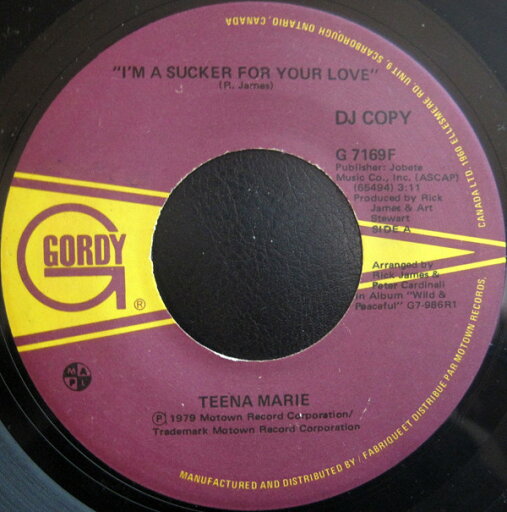 "I'M A SUCKER FOR YOUR LOVE"
(R. James)
DJ COPY
G 7169F
Publisher: Jobete
Music Co., Inc. (ASCAP)
(65494) 3:11
Produced by Rick
James & Art
Stewart
SIDE A
Arranged by
Rick James &
Peter Cardinali
in Album "Wild &
Peaceful" G7-986R1
GORDY
G
®
MAPL
TEENA MARIE
Ⓟ 1979 Motown Record Corporation/
Trademark Motown Record Corporation
MANUFACTURED AND DISTRIBUTED BY / FABRIQUE ET DISTRIBUE PAR MOTOWN RECORDS, CANADA LTD. 1960 ELLESMERE RD. UNIT 9, SCARBOROUGH, ONTARIO, CANADA